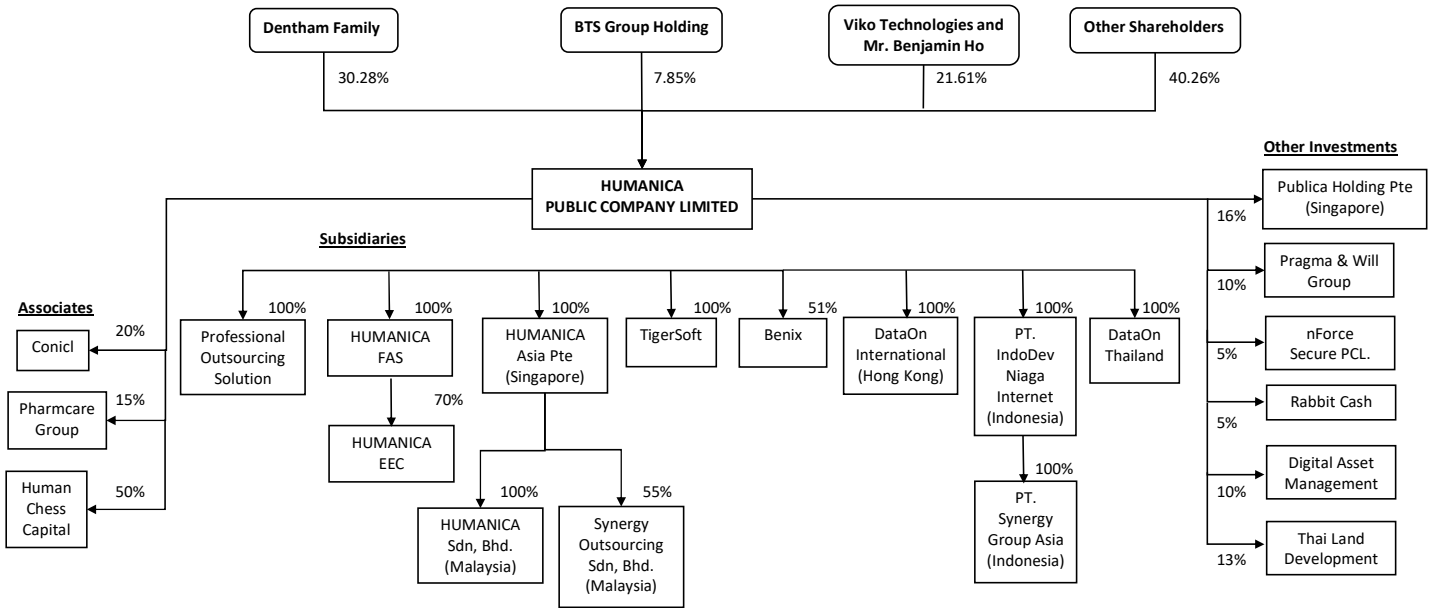 Dentham Family
BTS Group Holding
Viko Technologies and
Mr. Benjamin Ho
Other Shareholders
30.28%
7.85%
21.61%
40.26%
HUMANICA
PUBLIC COMPANY LIMITED
Other Investments
Publica Holding Pte
(Singapore)
16%
Pragma & Will
Group
10%
nForce
Secure PCL.
5%
Rabbit Cash
5%
Digital Asset
Management
10%
Thai Land
Development
13%
Subsidiaries
100%
Professional
Outsourcing
Solution
100%
HUMANICA
FAS
70%
HUMANICA
EEC
100%
HUMANICA
Asia Pte
(Singapore)
100%
HUMANICA
Sdn, Bhd.
(Malaysia)
55%
Synergy
Outsourcing
Sdn, Bhd.
(Malaysia)
100%
TigerSoft
51%
Benix
100%
DataOn
International
(Hong Kong)
100%
PT.
IndoDev
Niaga
Internet
(Indonesia)
100%
PT.
Synergy
Group Asia
(Indonesia)
100%
DataOn
Thailand
Associates
20%
Conicl
15%
Pharmcare
Group
50%
Human
Chess
Capital